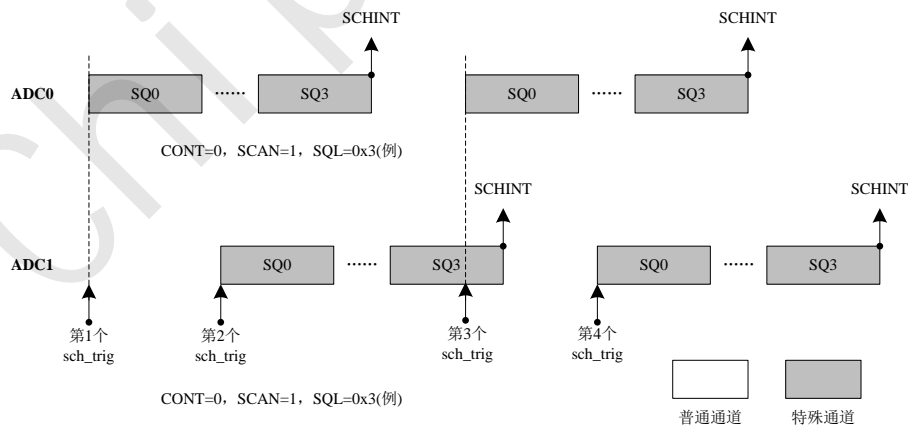 SCHINT SCHINT
ADC0 SQ0 …… SQ3 SQ0 …… SQ3
CONT=0，SCAN=1，SQL=0x3(例)
SCHINT SCHINT
ADC1 SQ0 …… SQ3 SQ0 …… SQ3
第1个 第2个 第3个 第4个
sch_trig sch_trig sch_trig sch_trig
CONT=0，SCAN=1，SQL=0x3(例)
普通通道 特殊通道